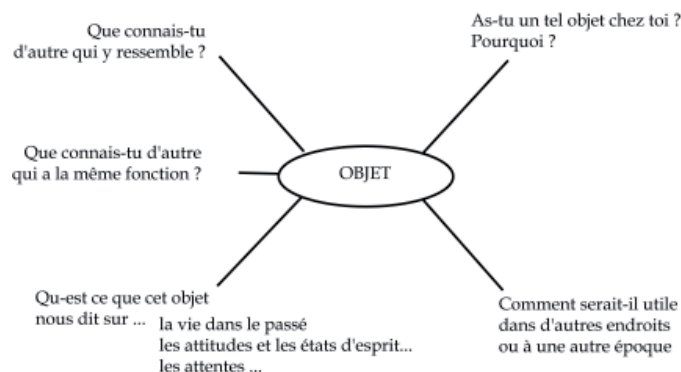 Que connais-tu
d'autre qui y ressemble ?
As-tu un tel objet chez toi ?
Pourquoi ?
Que connais-tu d'autre
qui a la même fonction ?
OBJET
Qu-est ce que cet objet
nous dit sur ...
la vie dans le passé
les attitudes et les états d'esprit...
les attentes ...
Comment serait-il utile
dans d'autres endroits
ou à une autre époque